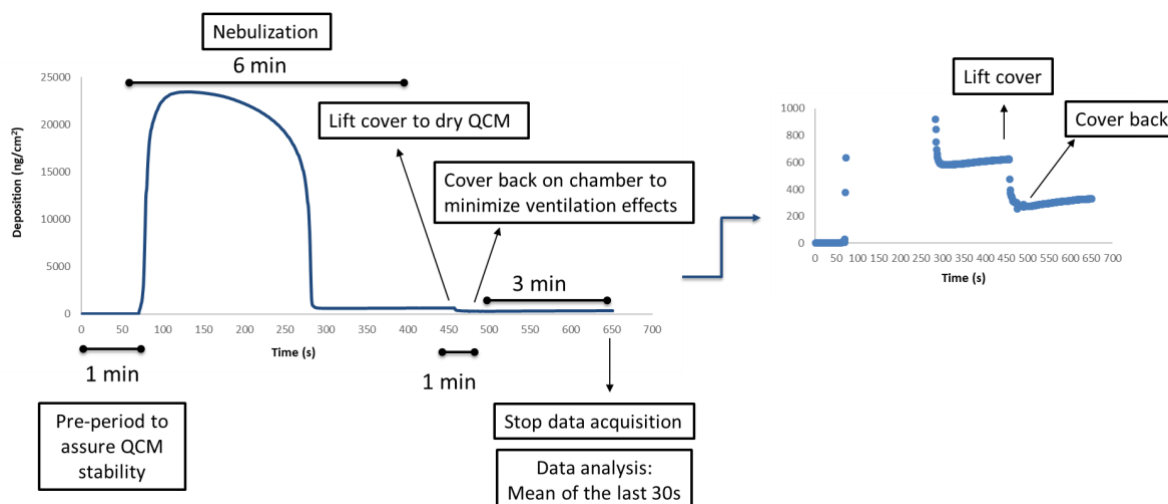 Nebulization
6 min
Deposition (ng/cm²)
25000
20000
15000
10000
5000
0
0 50 100 150 200 250 300 350 400 450 500 550 600 650 700
Time (s)
Lift cover to dry QCM
Cover back on chamber to
minimize ventilation effects
3 min
1 min
1 min
Pre-period to
assure QCM
stability
Stop data acquisition
Data analysis:
Mean of the last 30s
Lift cover
Cover back
1000
800
600
400
200
0
0 50 100 150 200 250 300 350 400 450 500 550 600 650 700
Time (s)